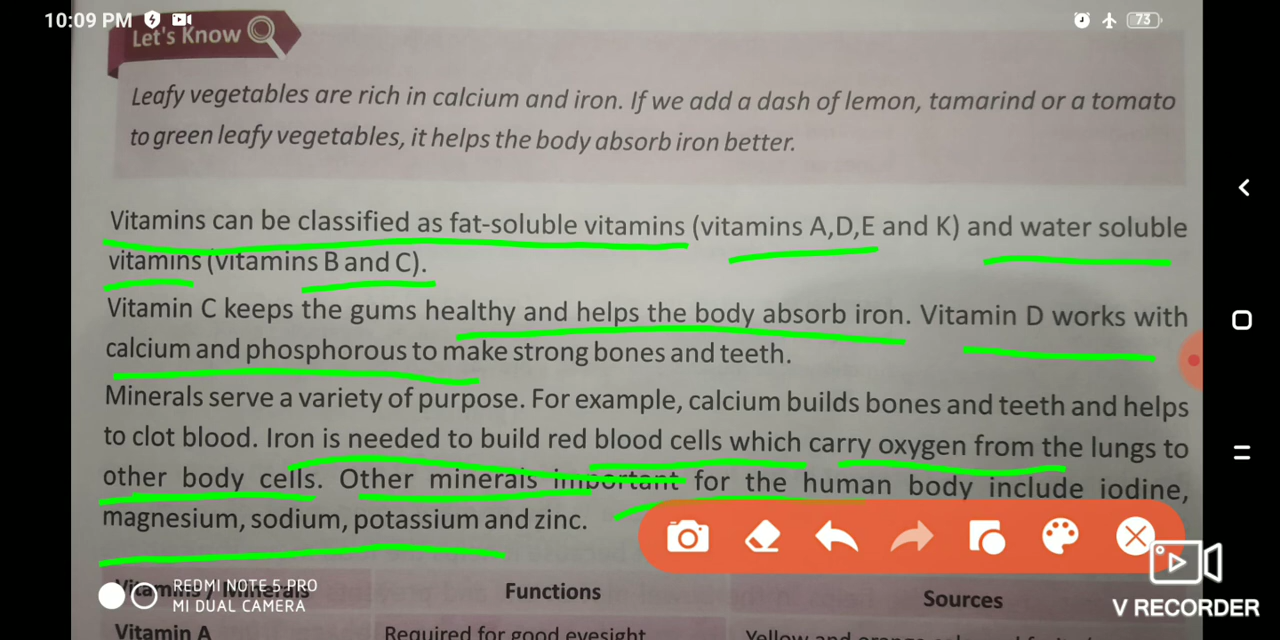 10:09 PM
73
Let's Know
Leafy vegetables are rich in calcium and iron. If we add a dash of lemon, tamarind or a tomato
to green leafy vegetables, it helps the body absorb iron better.
Vitamins can be classified as fat-soluble vitamins (vitamins A,D,E and K) and water soluble
vitamins (vitamins B and C).
Vitamin C keeps the gums healthy and helps the body absorb iron. Vitamin D works with
calcium and phosphorous to make strong bones and teeth.
Minerals serve a variety of purpose. For example, calcium builds bones and teeth and helps
to clot blood. Iron is needed to build red blood cells which carry oxygen from the lungs to
other body cells. Other minerals important for the human body include iodine,
magnesium, sodium, potassium and zinc.
Vitamins / Minerals Functions Sources
REDMI NOTE 5 PRO
MI DUAL CAMERA
V RECORDER
Vitamin A Required for good eyesight Yellow and orange